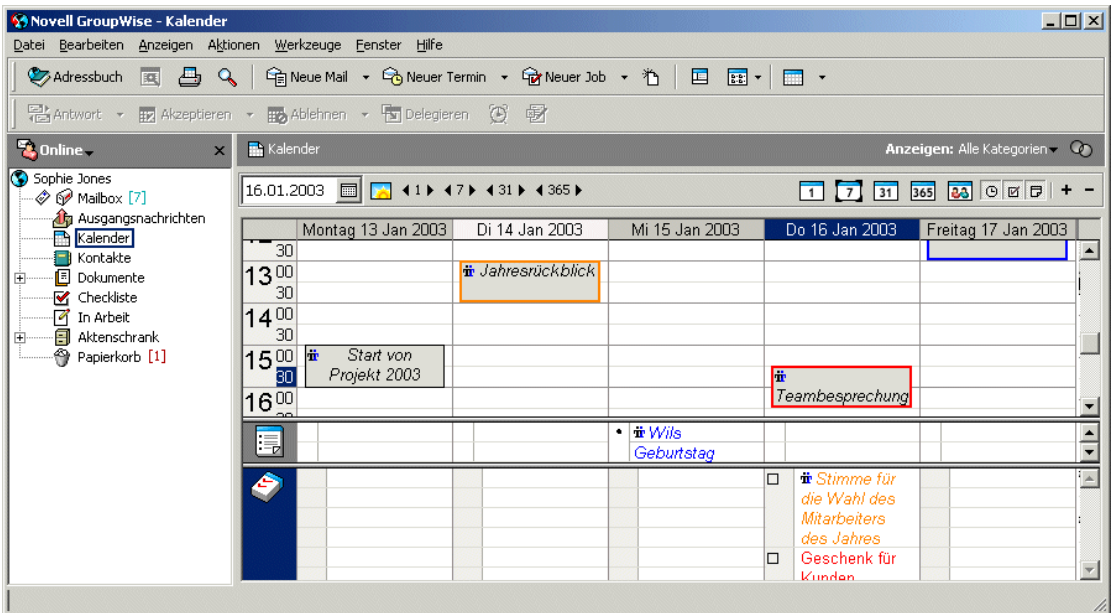 Novell GroupWise - Kalender
Datei Bearbeiten Anzeigen Aktionen Werkzeuge Fenster Hilfe
Adressbuch Neue Mail Neuer Termin Neuer Job
Antwort Akzeptieren Ablehnen Delegieren
Online
Kalender
Anzeigen: Alle Kategorien
Sophie Jones
Mailbox [7]
Ausgangsnachrichten
Kalender
Kontakte
Dokumente
Checkliste
In Arbeit
Aktenschrank
Papierkorb [1]
16.01.2003 1 7 31 365 1 7 31 365
Montag 13 Jan 2003 Di 14 Jan 2003 Mi 15 Jan 2003 Do 16 Jan 2003 Freitag 17 Jan 2003
30
13 00
30
14 00
30
15 00
30
16 00
Jahresrückblick
Start von
Projekt 2003
Teambesprechung
Wils
Geburtstag
Stimme für
die Wahl des
Mitarbeiters
des Jahres
Geschenk für
Kunden